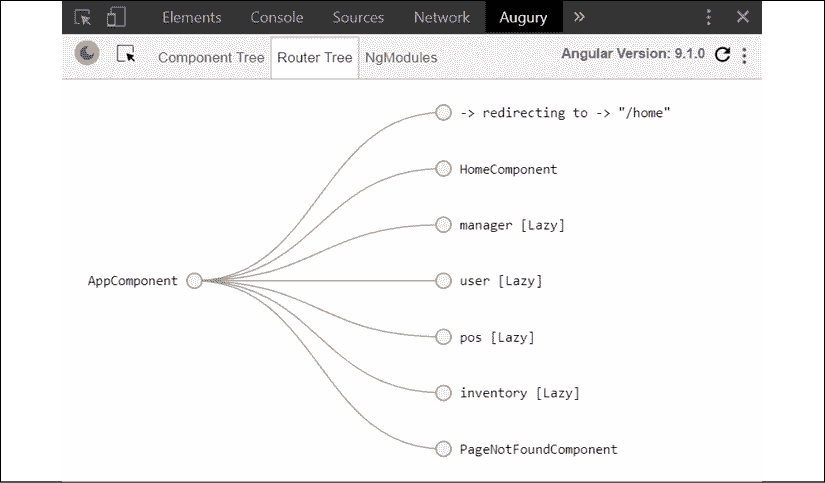 Elements Console Sources Network Augury »
Component Tree Router Tree NgModules Angular Version: 9.1.0
-> redirecting to -> "/home"
HomeComponent
manager [Lazy]
AppComponent user [Lazy]
pos [Lazy]
inventory [Lazy]
PageNotFoundComponent